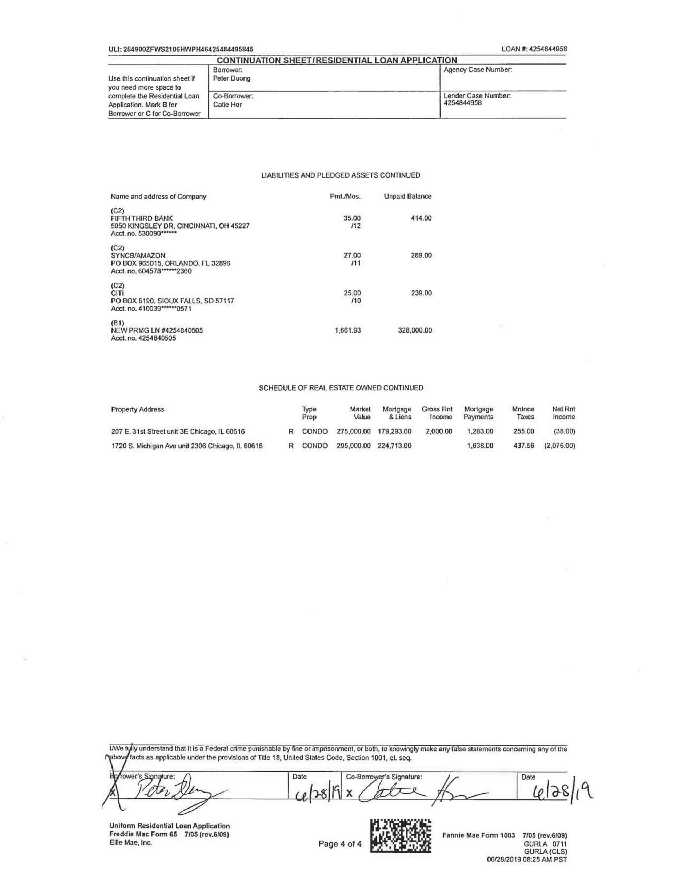 ULI: 254900ZFWS2106HWPH46425484495845
LOAN #: 4254844958
CONTINUATION SHEET/RESIDENTIAL LOAN APPLICATION
Use this continuation sheet if
you need more space to
complete the Residential Loan
Application. Mark B for
Borrower or C for Co-Borrower
Borrower:
Peter Duong
Agency Case Number:
Co-Borrower:
Catie Hor
Lender Case Number:
4254844958
LIABILITIES AND PLEDGED ASSETS CONTINUED
Name and address of Company Pmt./Mos. Unpaid Balance
(C2)
FIFTH THIRD BANK 35.00 414.00
5050 KINGSLEY DR, CINCINNATI, OH 45227 /12
Acct. no. 530090******
(C2)
SYNCB/AMAZON 27.00 289.00
PO BOX 965015, ORLANDO, FL 32896 /11
Acct. no. 604578******2360
(C2)
CITI 25.00 239.00
PO BOX 6190, SIOUX FALLS, SD 57117 /10
Acct. no. 410039******0571
(B1)
NEW PRMG LN #4254840505 1,661.93 328,000.00
Acct. no. 4254840505
SCHEDULE OF REAL ESTATE OWNED CONTINUED
Property Address Type Prop Market Value Mortgage & Liens Gross Rnt Income Mortgage Payments Mntnce Taxes Net Rnt Income
207 E. 31st Street unit 3E Chicago, IL 60616 R CONDO 275,000.00 179,293.00 2,000.00 1,283.00 255.00 (38.00)
1720 S. Michigan Ave unit 2306 Chicago, IL 60616 R CONDO 295,000.00 224,713.00 1,638.00 437.66 (2,076.00)
I/We fully understand that it is a Federal crime punishable by fine or imprisonment, or both, to knowingly make any false statements concerning any of the
above facts as applicable under the provisions of Title 18, United States Code, Section 1001, et. seq.
Borrower's Signature: Date Co-Borrower's Signature: Date
X 6/28/19 X 6/28/19
Uniform Residential Loan Application
Freddie Mac Form 65 7/05 (rev.6/09)
Ellie Mae, Inc.
Page 4 of 4
Fannie Mae Form 1003 7/05 (rev.6/09)
GURLA 0711
GURLA (CLS)
06/28/2019 08:25 AM PST